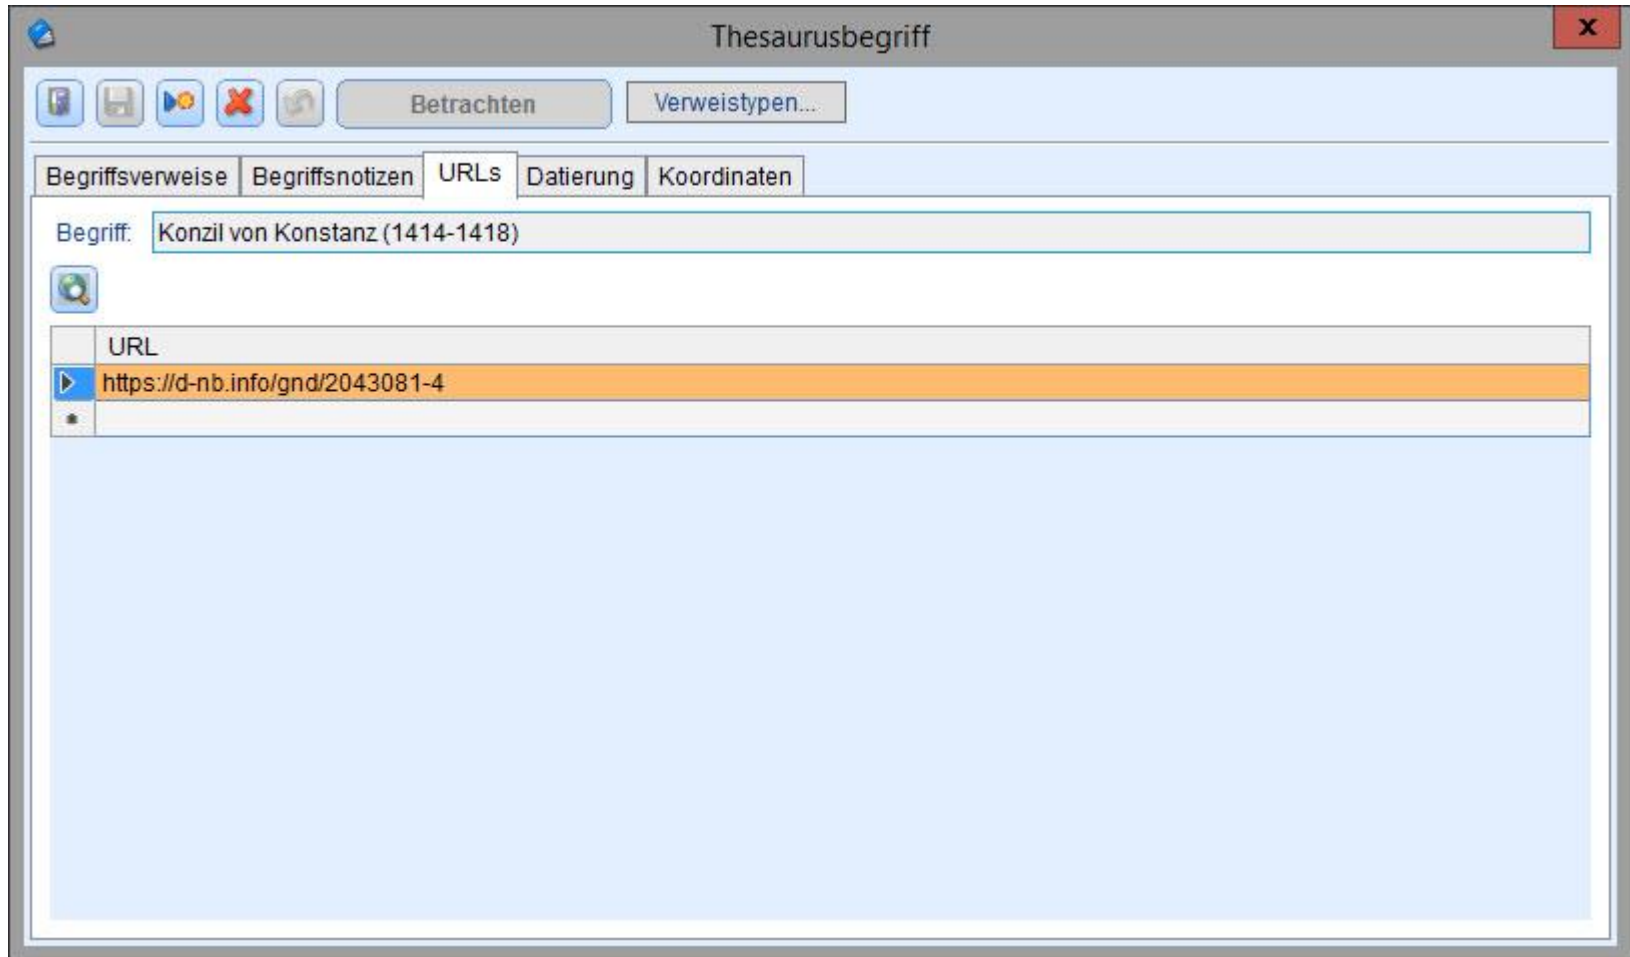 Thesaurusbegriff
x
Betrachten Verweistypen...
Begriffsverweise Begriffsnotizen URLs Datierung Koordinaten
Begriff: Konzil von Konstanz (1414-1418)
URL
https://d-nb.info/gnd/2043081-4